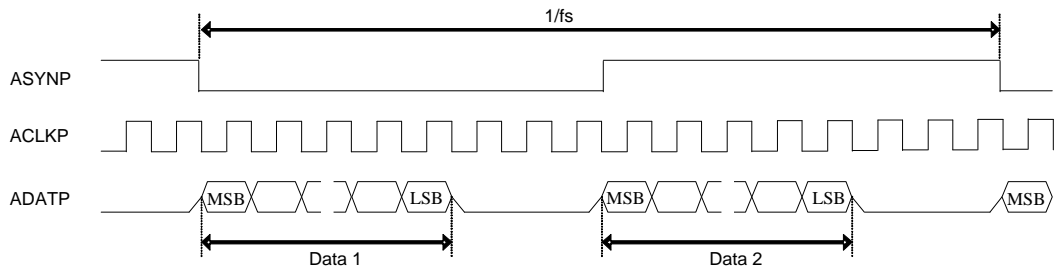 1/fs
ASYNP
ACLKP
ADATP MSB LSB MSB LSB MSB
Data 1 Data 2